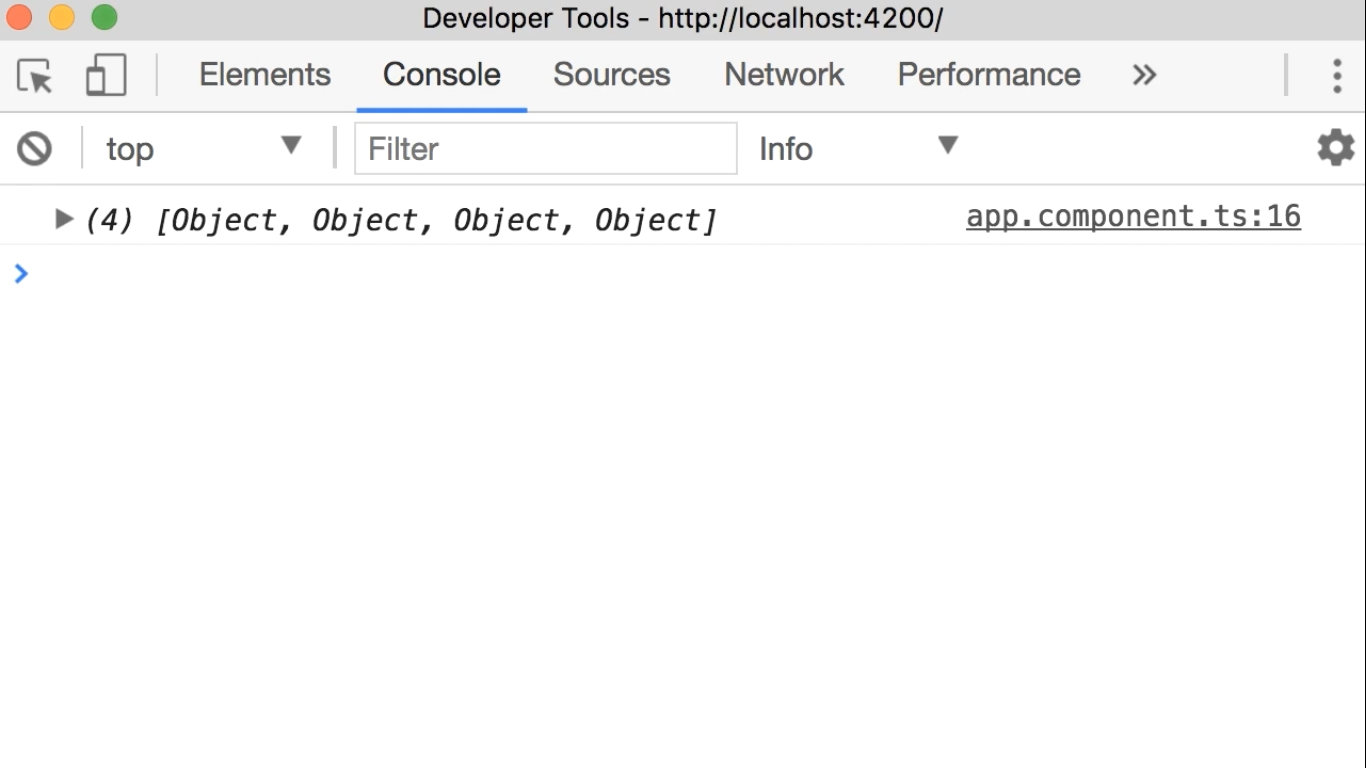 Developer Tools - http://localhost:4200/
Elements Console Sources Network Performance »
top Filter Info
(4) [Object, Object, Object, Object] app.component.ts:16